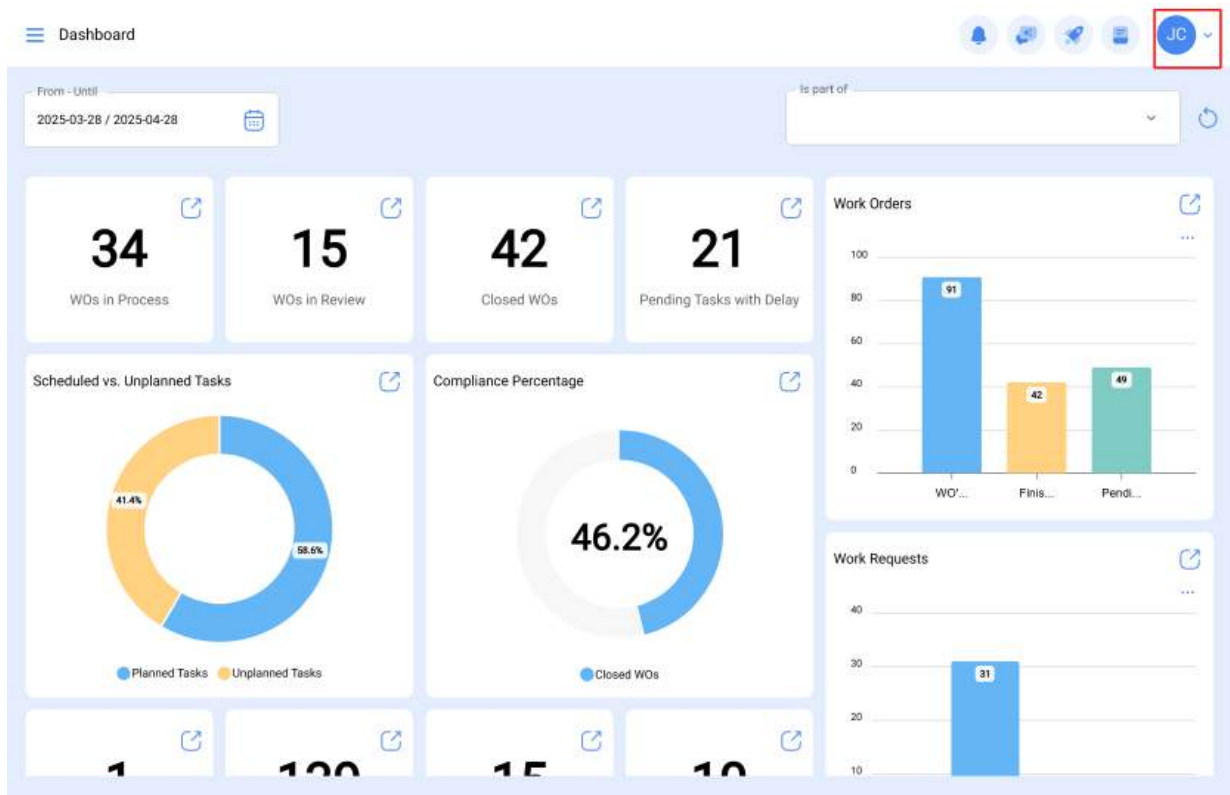 Dashboard
JC
From - Until
2025-03-28 / 2025-04-28
Is part of
34
WOs in Process
15
WOs in Review
42
Closed WOs
21
Pending Tasks with Delay
Work Orders
...
100
80
60
40
20
0
91
42
49
WO'...
Finis...
Pendi...
Scheduled vs. Unplanned Tasks
41.4%
58.6%
Planned Tasks
Unplanned Tasks
Compliance Percentage
46.2%
Closed WOs
Work Requests
...
40
30
20
10
31
1
15